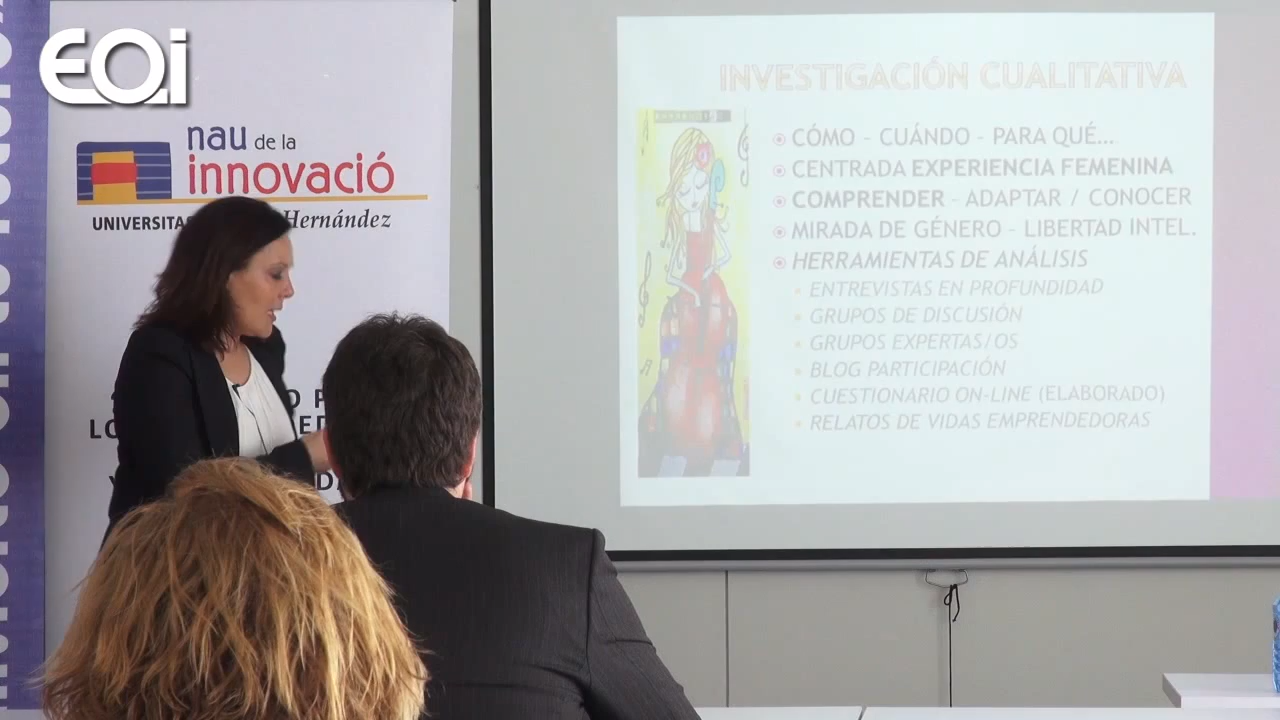 EOi
nau de la
innovació
UNIVERSITAS Hernández
INVESTIGACIÓN CUALITATIVA
CÓMO - CUÁNDO - PARA QUÉ...
CENTRADA EXPERIENCIA FEMENINA
COMPRENDER - ADAPTAR / CONOCER
MIRADA DE GÉNERO - LIBERTAD INTEL.
HERRAMIENTAS DE ANÁLISIS
ENTREVISTAS EN PROFUNDIDAD
GRUPOS DE DISCUSIÓN
GRUPOS EXPERTAS/OS
BLOG PARTICIPACIÓN
CUESTIONARIO ON-LINE (ELABORADO)
RELATOS DE VIDAS EMPRENDEDORAS